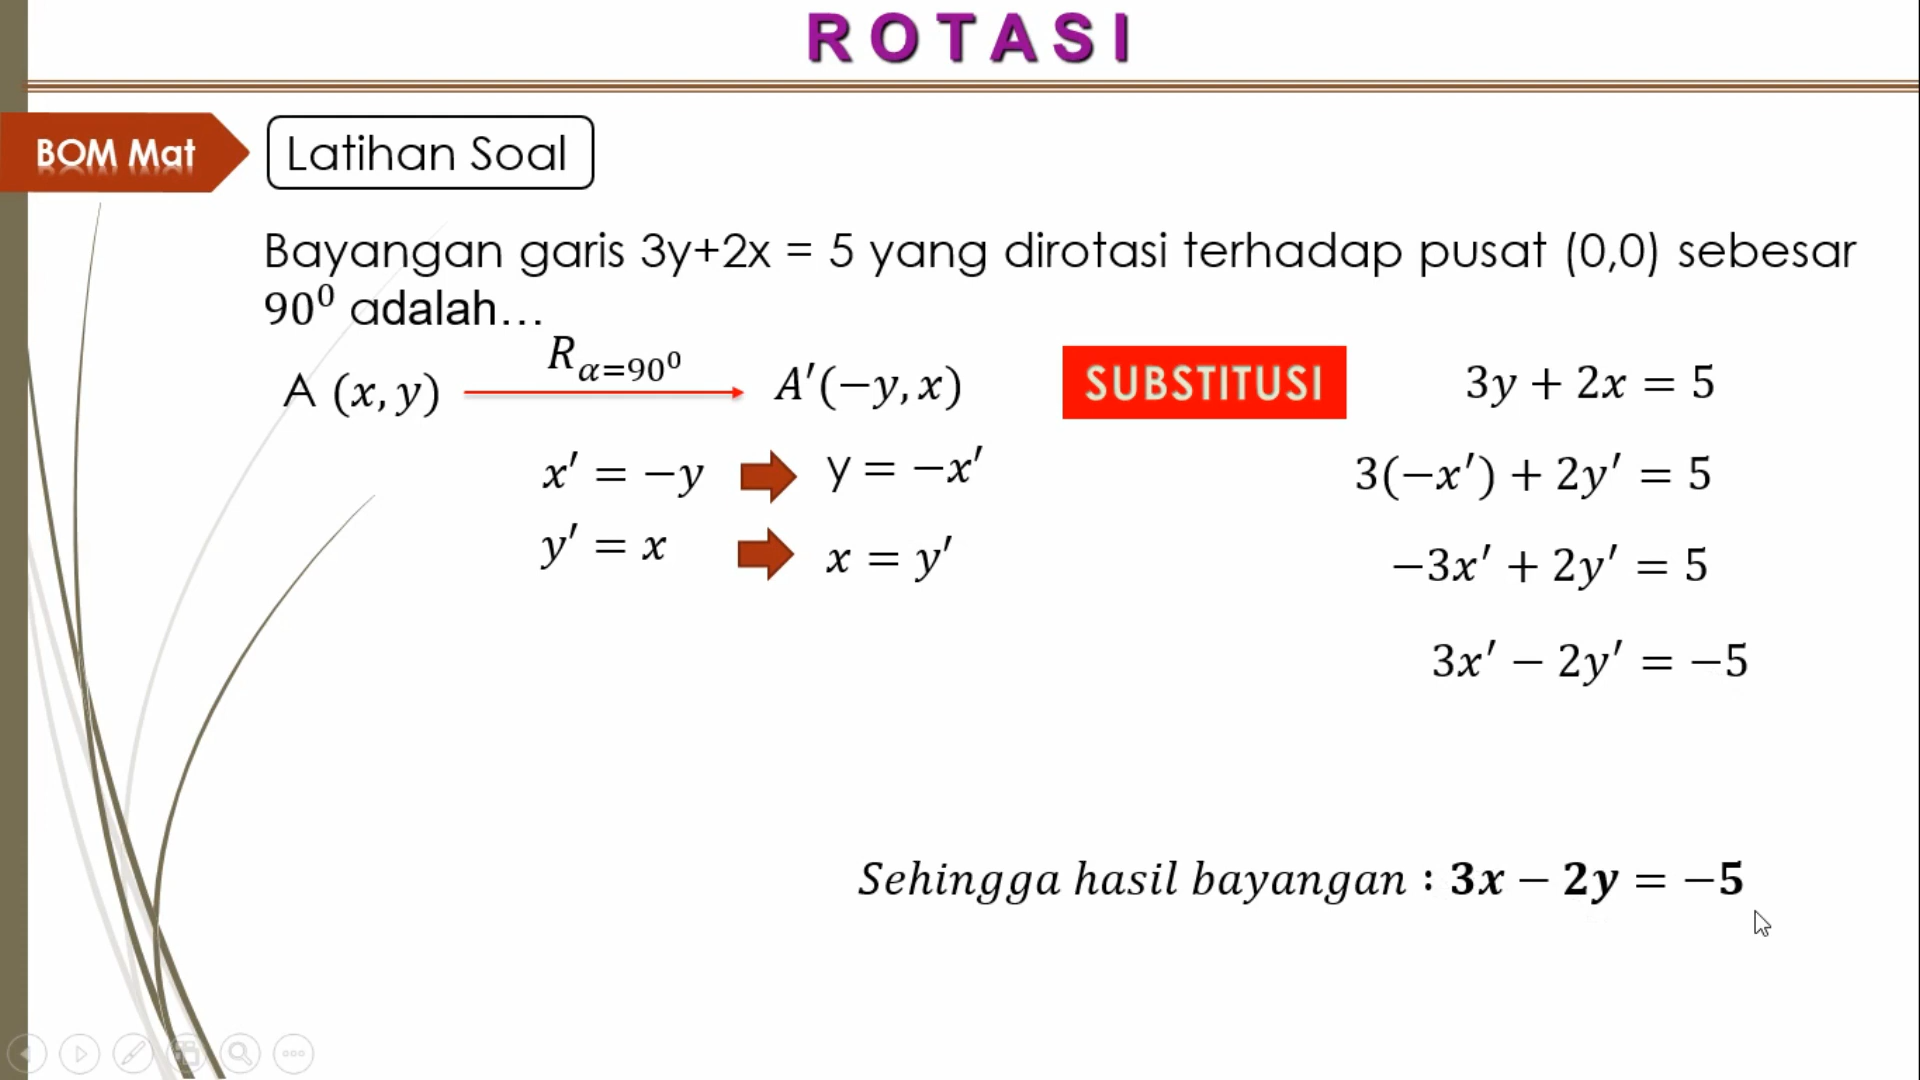 ROTASI
BOM Mat
Latihan Soal
Bayangan garis 3y+2x = 5 yang dirotasi terhadap pusat (0,0) sebesar
90⁰ adalah…
A (x, y) R_{α=90⁰} A′(−y, x)
SUBSTITUSI
3y + 2x = 5
x′ = −y y = −x′
3(−x′) + 2y′ = 5
y′ = x x = y′
−3x′ + 2y′ = 5
3x′ − 2y′ = −5
Sehingga hasil bayangan : 3x − 2y = −5